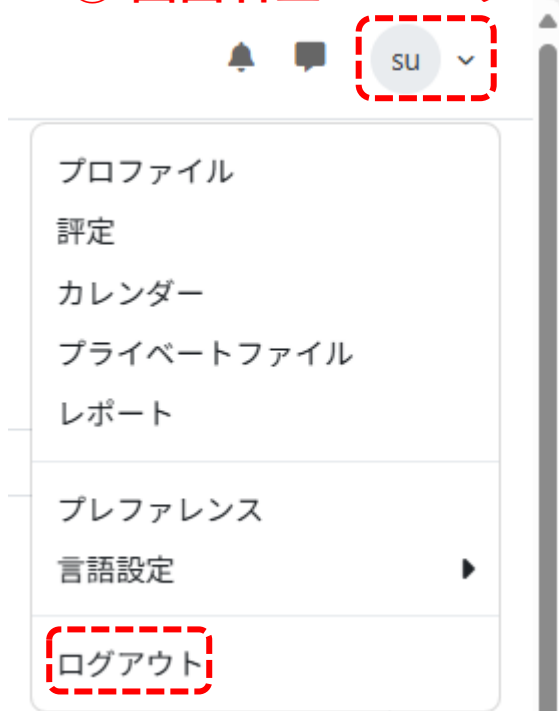 su
プロファイル
評定
カレンダー
プライベートファイル
レポート
プレファレンス
言語設定
ログアウト